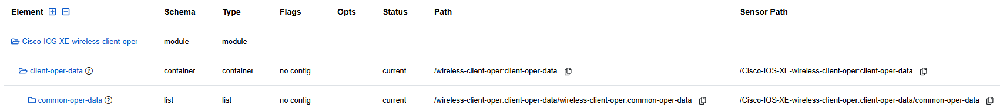 Element Schema Type Flags Opts Status Path Sensor Path
Cisco-IOS-XE-wireless-client-oper module module
client-oper-data container container no config current /wireless-client-oper:client-oper-data /Cisco-IOS-XE-wireless-client-oper:client-oper-data
common-oper-data list list no config current /wireless-client-oper:client-oper-data/wireless-client-oper:common-oper-data /Cisco-IOS-XE-wireless-client-oper:client-oper-data/common-oper-data